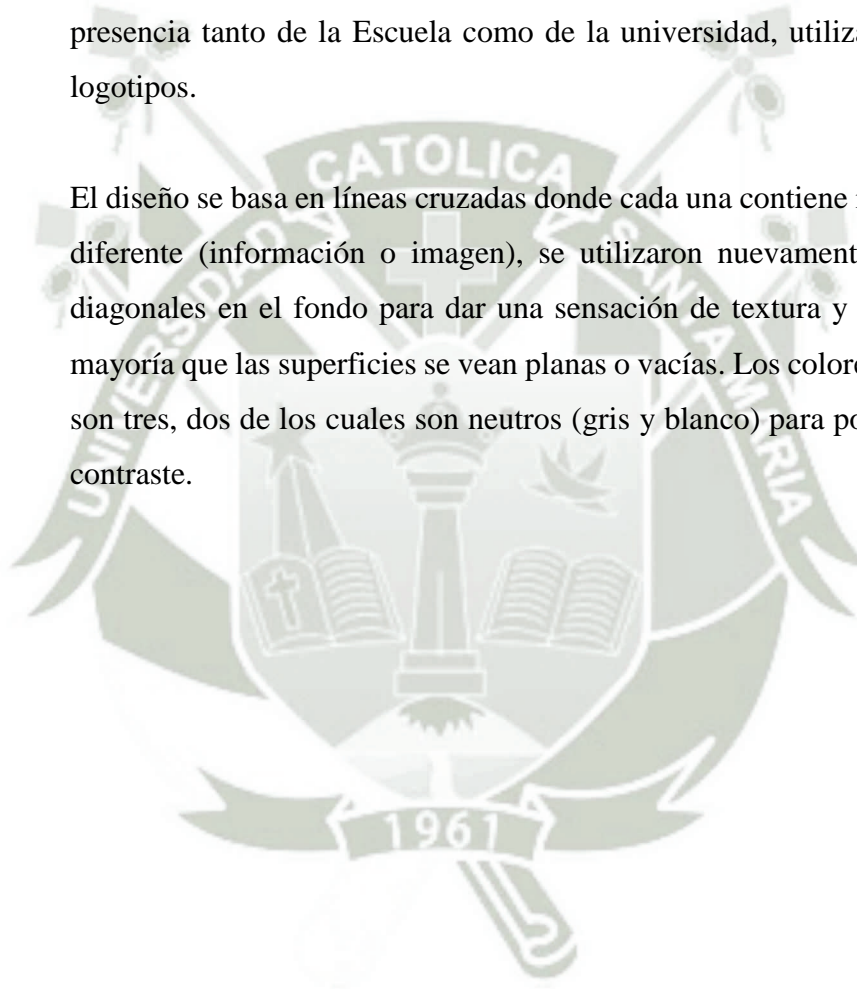 presencia tanto de la Escuela como de la universidad, utiliza
logotipos.
El diseño se basa en líneas cruzadas donde cada una contiene
diferente (información o imagen), se utilizaron nuevament
diagonales en el fondo para dar una sensación de textura y
mayoría que las superficies se vean planas o vacías. Los colore
son tres, dos de los cuales son neutros (gris y blanco) para po
contraste.
UNIVERSIDAD CATOLICA SANTA MARIA
1961